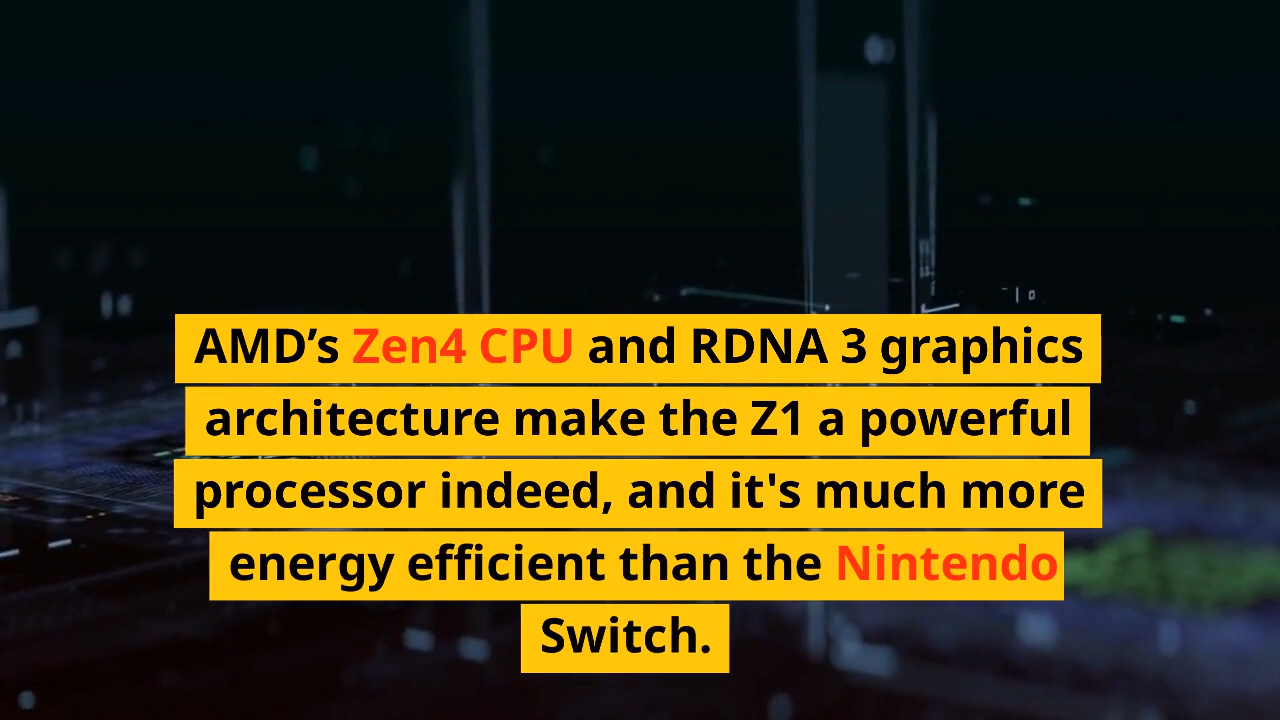 AMD’s Zen4 CPU and RDNA 3 graphics
architecture make the Z1 a powerful
processor indeed, and it's much more
energy efficient than the Nintendo
Switch.